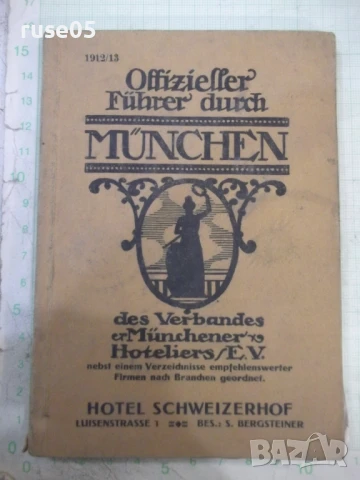 ruse05
1912/13
Offizieller
Führer durch
MÜNCHEN
des Verbandes
Münchener
Hoteliers E.V.
nebst einem Verzeichnisse empfehlenswerter
Firmen nach Branchen geordnet.
HOTEL SCHWEIZERHOF
LUISENSTRASSE 1 BES.: S. BERGSTEINER
BAZAR